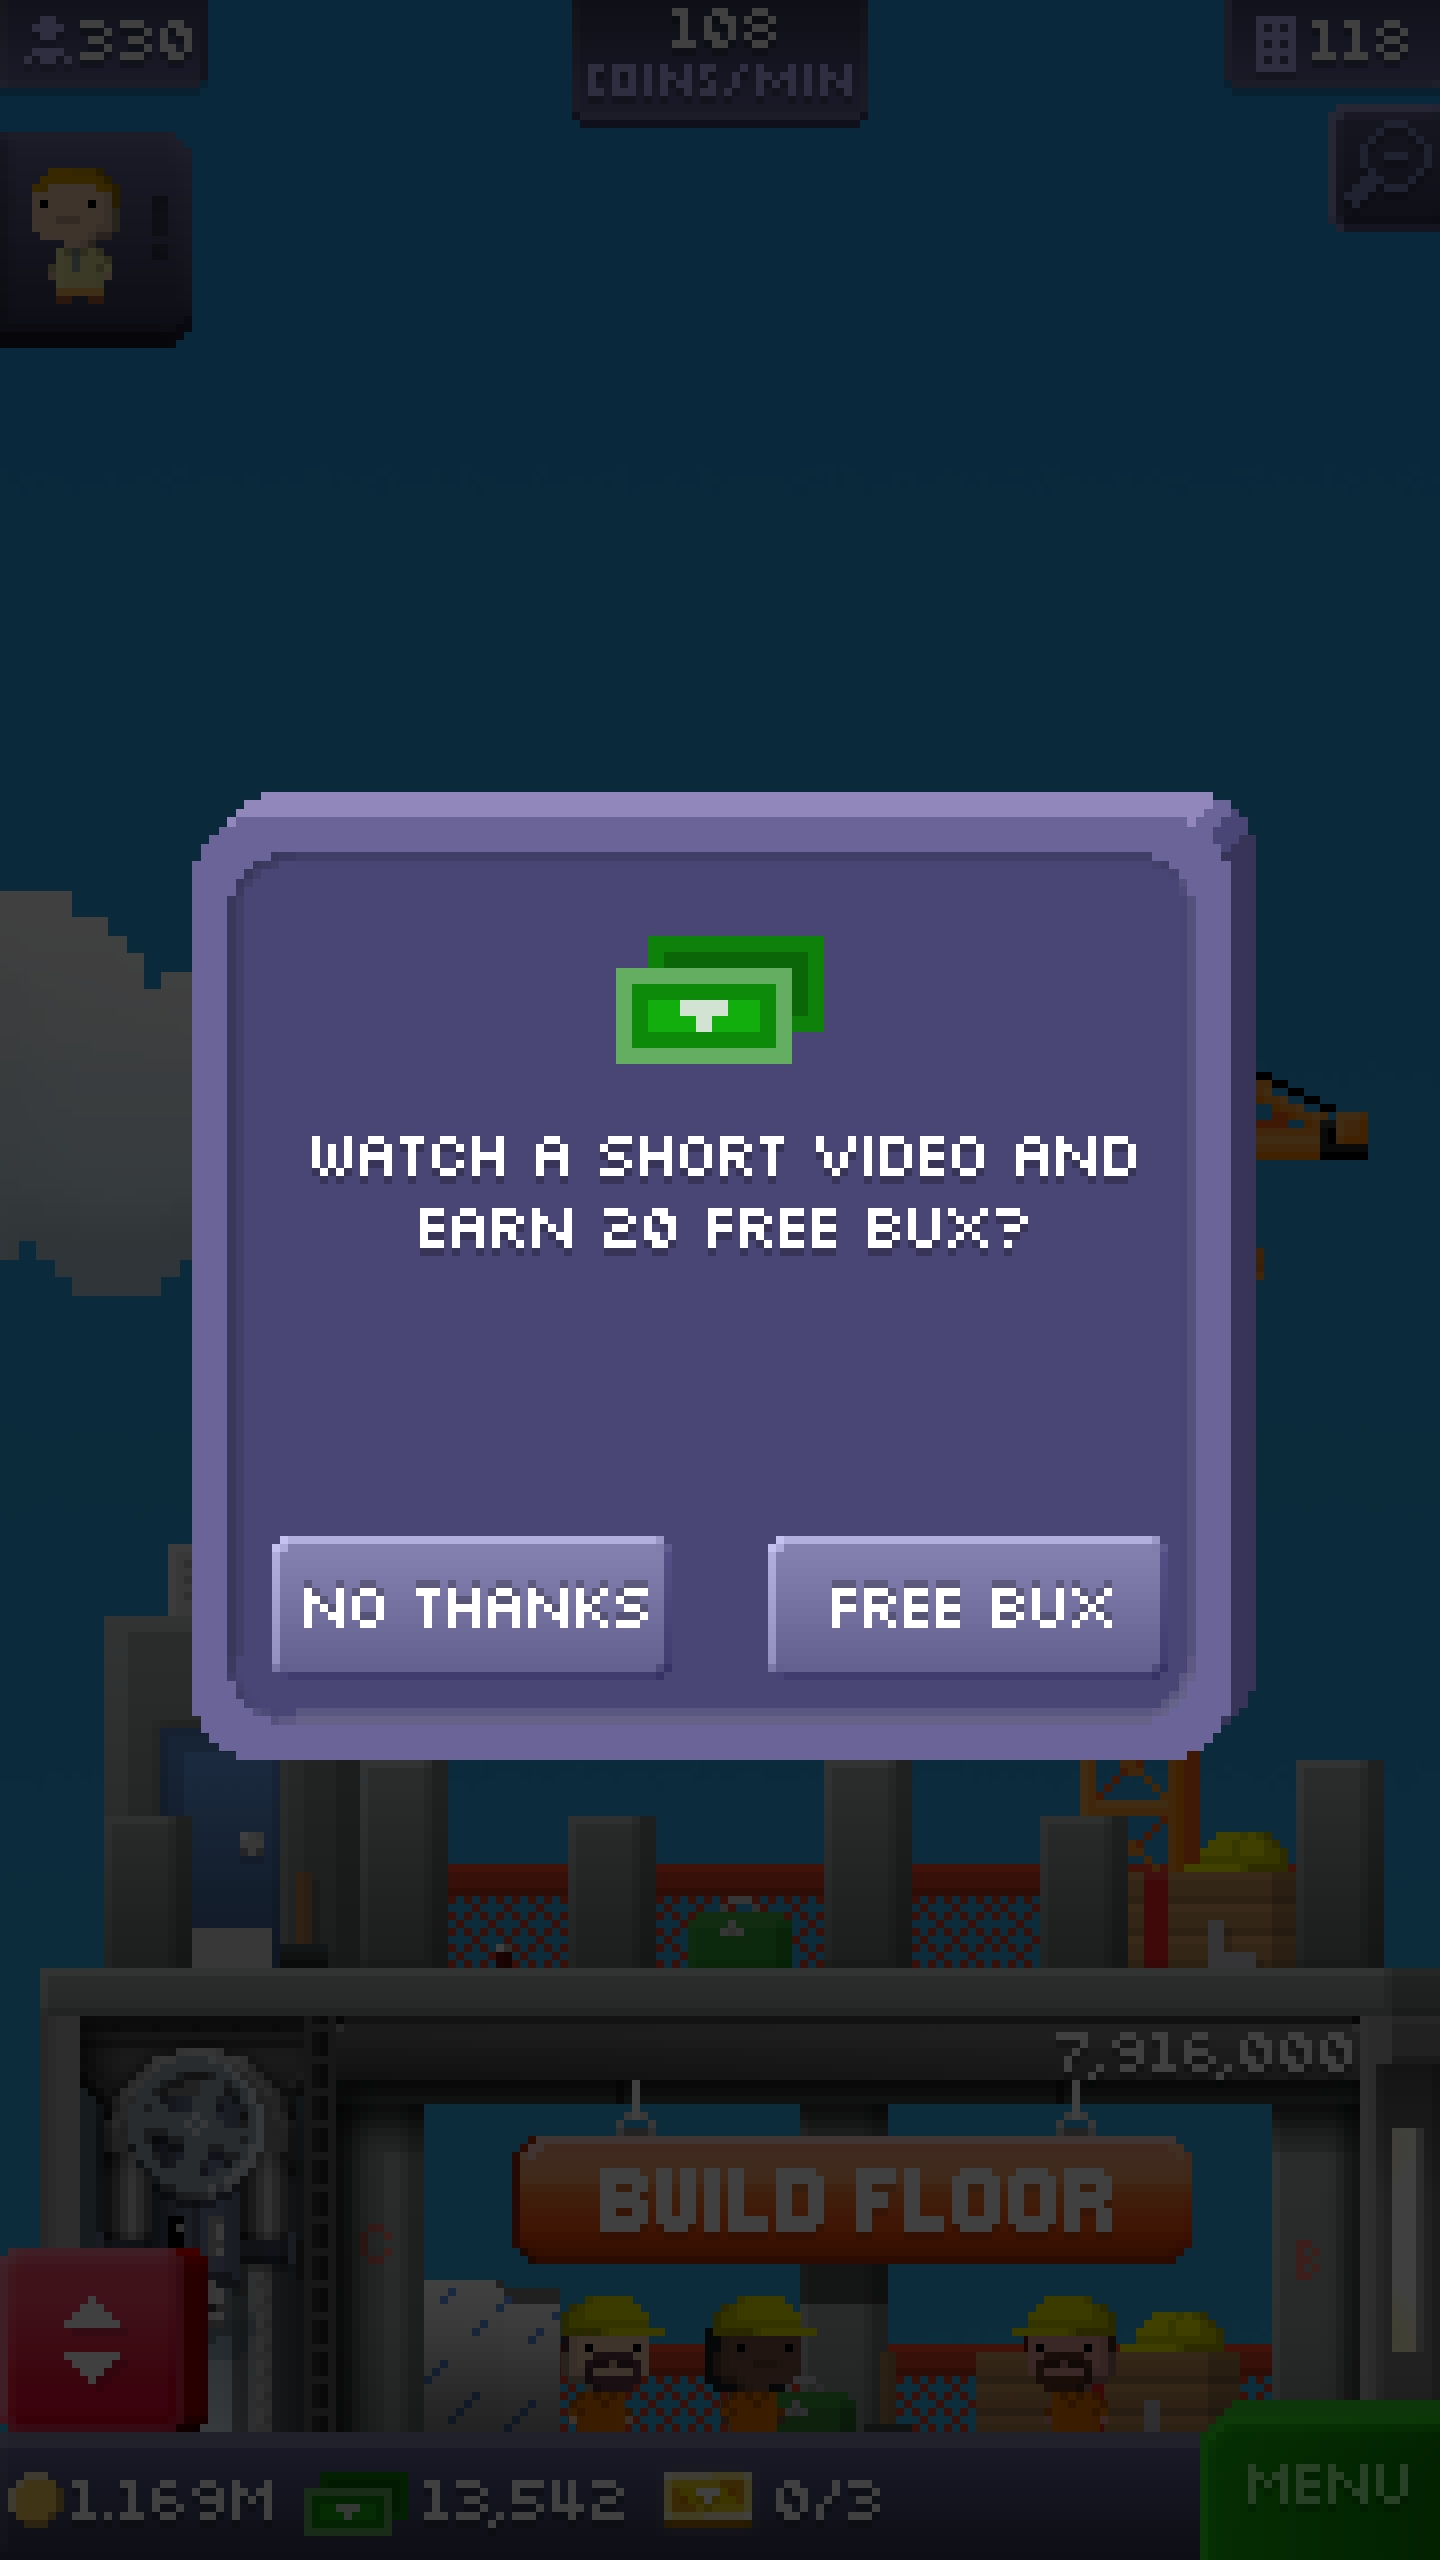 330
108
COINS/MIN
118
WATCH A SHORT VIDEO AND
EARN 20 FREE BUX?
NO THANKS
FREE BUX
7,916,000
BUILD FLOOR
C
B
1.169M
13,542
0/3
MENU